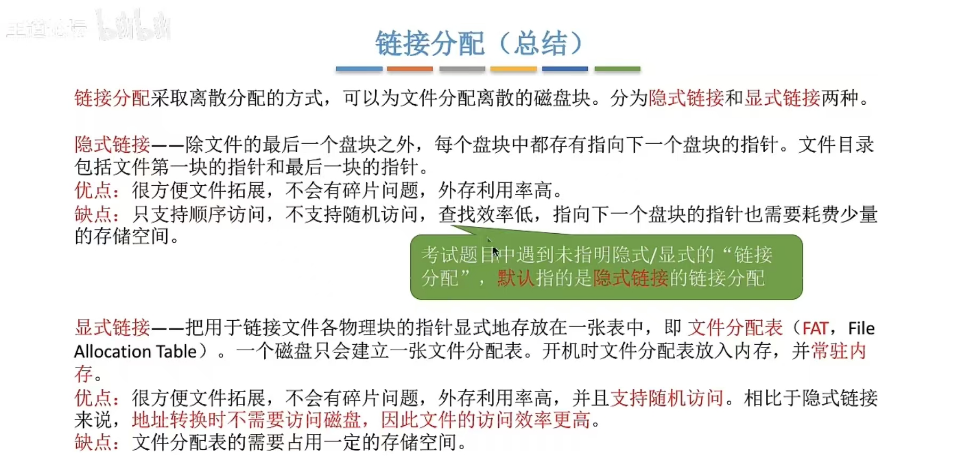 链接分配（总结）
链接分配采取离散分配的方式，可以为文件分配离散的磁盘块。分为隐式链接和显式链接两种。
隐式链接——除文件的最后一个盘块之外，每个盘块中都存有指向下一个盘块的指针。文件目录
包括文件第一块的指针和最后一块的指针。
优点：很方便文件拓展，不会有碎片问题，外存利用率高。
缺点：只支持顺序访问，不支持随机访问，查找效率低，指向下一个盘块的指针也需要耗费少量
的存储空间。
考试题目中遇到未指明隐式/显式的“链接
分配”，默认指的是隐式链接的链接分配
显式链接——把用于链接文件各物理块的指针显式地存放在一张表中，即 文件分配表（FAT，File
Allocation Table）。一个磁盘只会建立一张文件分配表。开机时文件分配表放入内存，并常驻内
存。
优点：很方便文件拓展，不会有碎片问题，外存利用率高，并且支持随机访问。相比于隐式链接
来说，地址转换时不需要访问磁盘，因此文件的访问效率更高。
缺点：文件分配表的需要占用一定的存储空间。